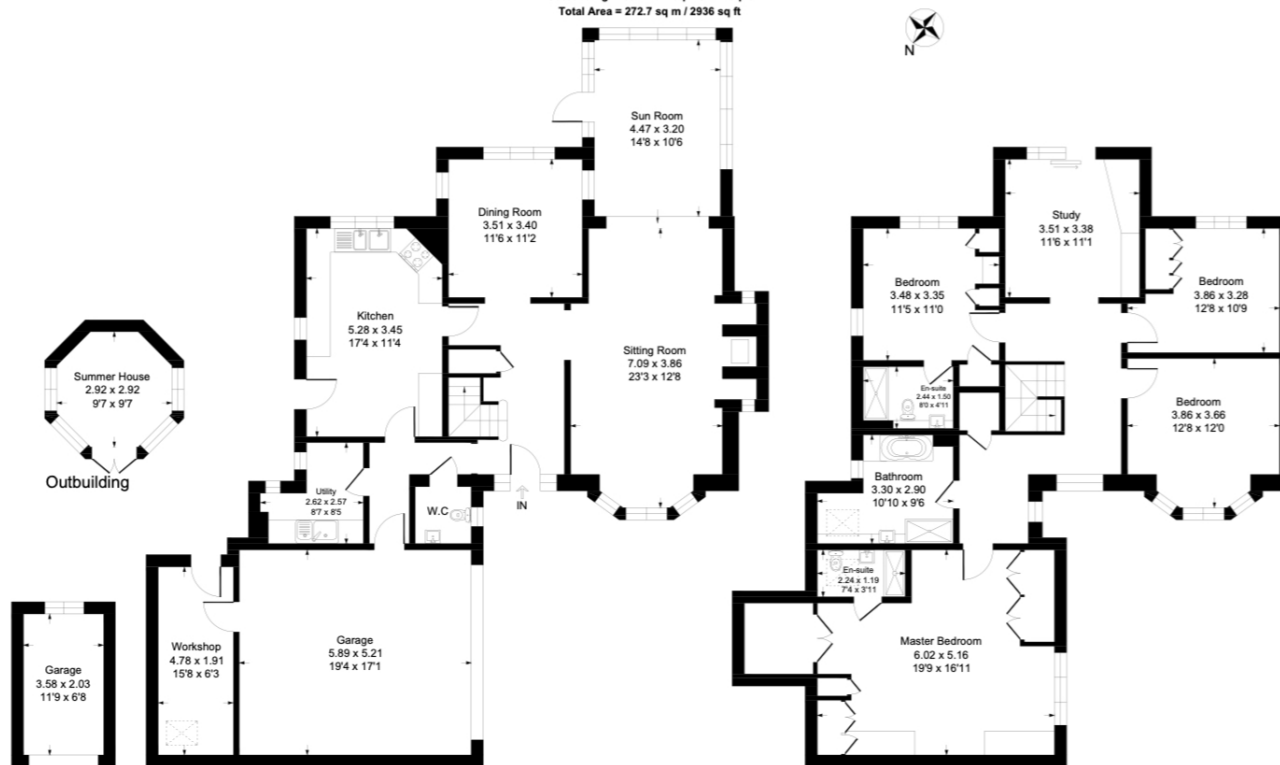 Total Area = 272.7 sq m / 2936 sq ft
N
Sun Room
4.47 x 3.20
14'8 x 10'6
Dining Room
3.51 x 3.40
11'6 x 11'2
Kitchen
5.28 x 3.45
17'4 x 11'4
Sitting Room
7.09 x 3.86
23'3 x 12'8
Summer House
2.92 x 2.92
9'7 x 9'7
Outbuilding
Utility
2.62 x 2.57
8'7 x 8'5
W.C
IN
Workshop
4.78 x 1.91
15'8 x 6'3
Garage
5.89 x 5.21
19'4 x 17'1
Garage
3.58 x 2.03
11'9 x 6'8
Study
3.51 x 3.38
11'6 x 11'1
Bedroom
3.48 x 3.35
11'5 x 11'0
Bedroom
3.86 x 3.28
12'8 x 10'9
En-suite
2.44 x 1.50
8'0 x 4'11
Bedroom
3.86 x 3.66
12'8 x 12'0
Bathroom
3.30 x 2.90
10'10 x 9'6
En-suite
2.24 x 1.19
7'4 x 3'11
Master Bedroom
6.02 x 5.16
19'9 x 16'11